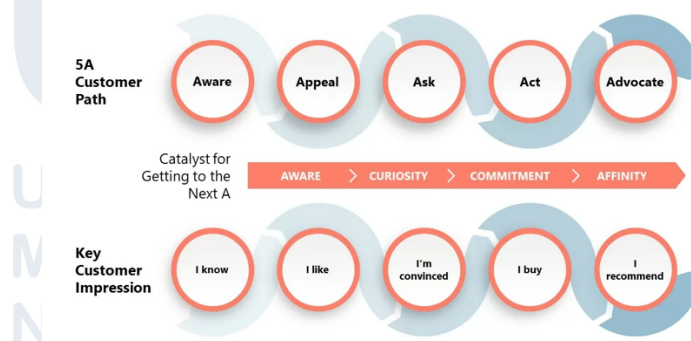 5A
Customer
Path
Aware
Appeal
Ask
Act
Advocate
Catalyst for
Getting to the
Next A
AWARE
CURIOSITY
COMMITMENT
AFFINITY
Key
Customer
Impression
I know
I like
I'm
convinced
I buy
I
recommend
U
M
N